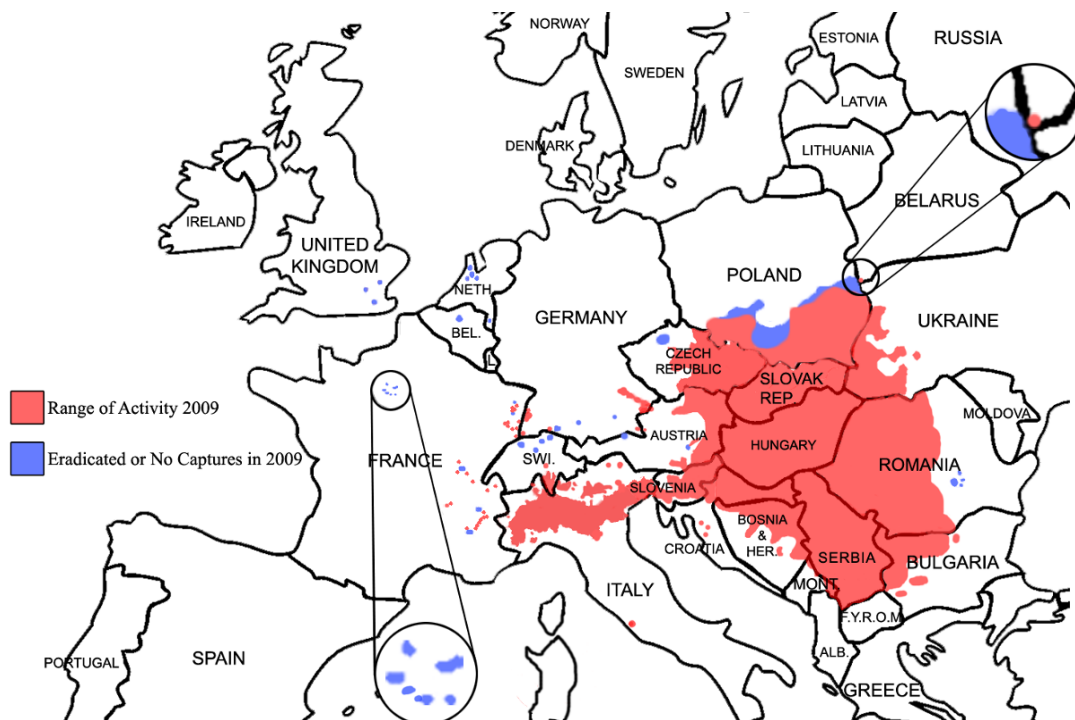 NORWAY
ESTONIA
RUSSIA
SWEDEN
LATVIA
DENMARK
LITHUANIA
BELARUS
IRELAND
UNITED
KINGDOM
POLAND
NETH.
GERMANY
UKRAINE
BEL.
L.
CZECH
REPUBLIC
SLOVAK
REP.
Range of Activity 2009
MOLDOVA
AUSTRIA
HUNGARY
Eradicated or No Captures in 2009
FRANCE
SWI.
ROMANIA
SLOVENIA
BOSNIA
&
HER.
CROATIA
SERBIA
BULGARIA
ITALY
MONT.
F.Y.R.O.M.
PORTUGAL
SPAIN
ALB.
GREECE